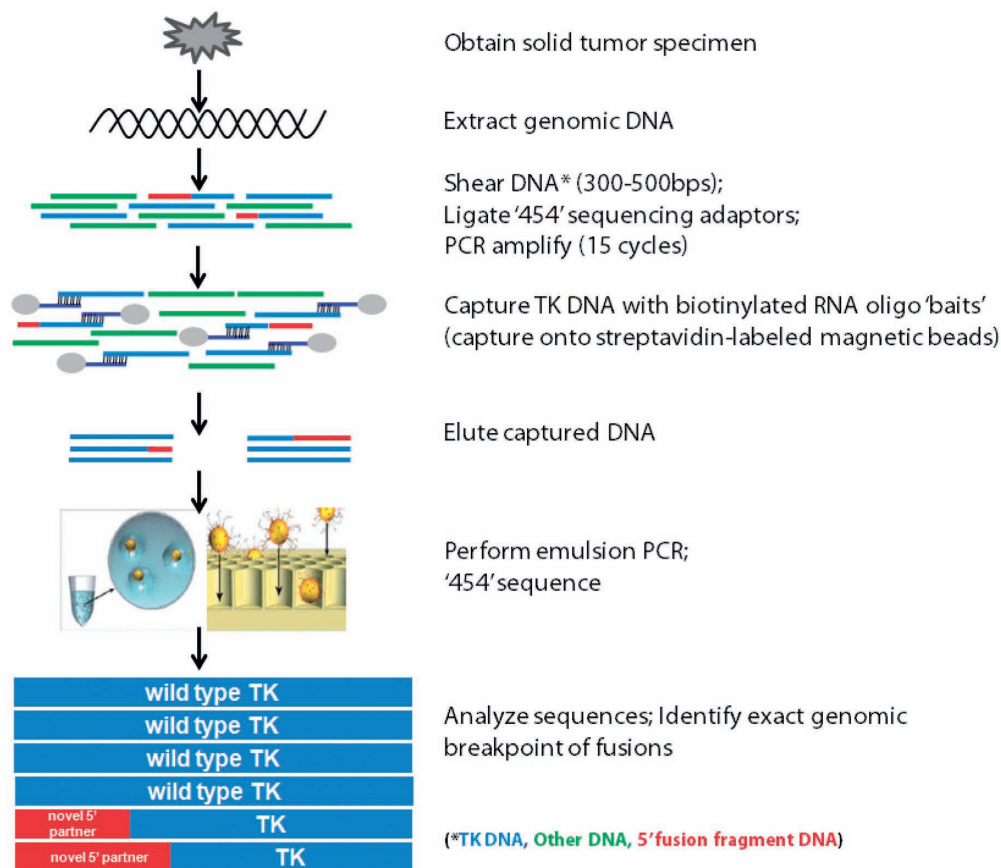 Obtain solid tumor specimen
Extract genomic DNA
Shear DNA* (300-500bps);
Ligate ‘454’ sequencing adaptors;
PCR amplify (15 cycles)
Capture TK DNA with biotinylated RNA oligo ‘baits’
(capture onto streptavidin-labeled magnetic beads)
Elute captured DNA
Perform emulsion PCR;
‘454’ sequence
wild type TK
wild type TK
wild type TK
wild type TK
novel 5’
partner
TK
novel 5’ partner
TK
Analyze sequences; Identify exact genomic
breakpoint of fusions
(*TK DNA, Other DNA, 5’ fusion fragment DNA)